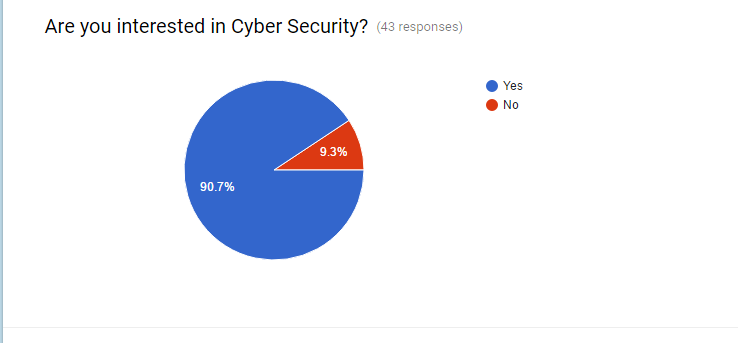 Are you interested in Cyber Security? (43 responses)
Yes
No
9.3%
90.7%